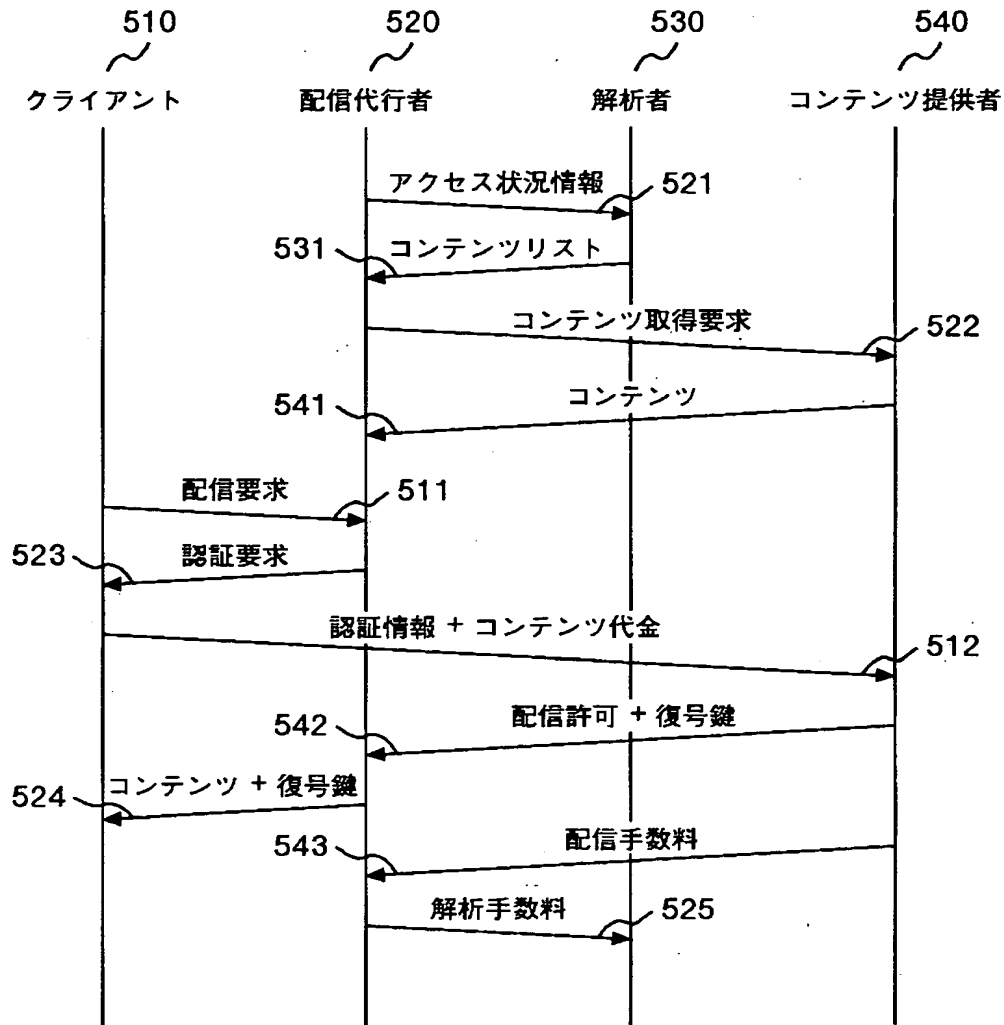 510 520 530 540
クライアント 配信代行者 解析者 コンテンツ提供者
アクセス状況情報 521
531 コンテンツリスト
コンテンツ取得要求 522
コンテンツ
541
配信要求 511
523 認証要求
認証情報 + コンテンツ代金 512
配信許可 + 復号鍵
542
コンテンツ + 復号鍵
524
配信手数料
543
解析手数料 525